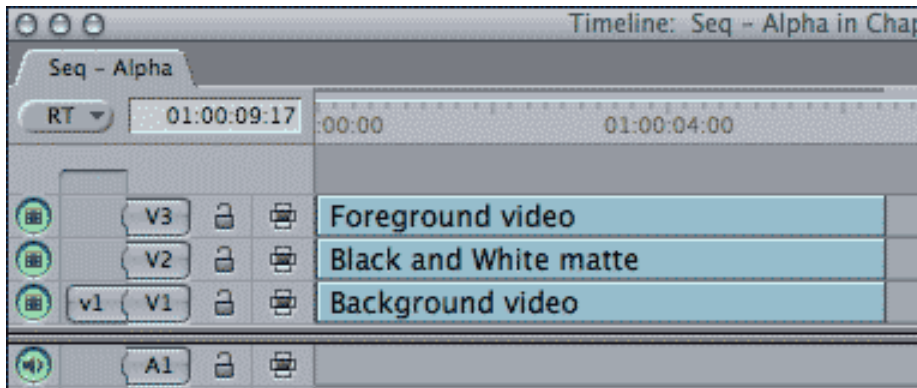 Timeline: Seq - Alpha in Chap
Seq - Alpha
RT 01:00:09:17 :00:00 01:00:04:00
V3 Foreground video
V2 Black and White matte
v1 V1 Background video
A1